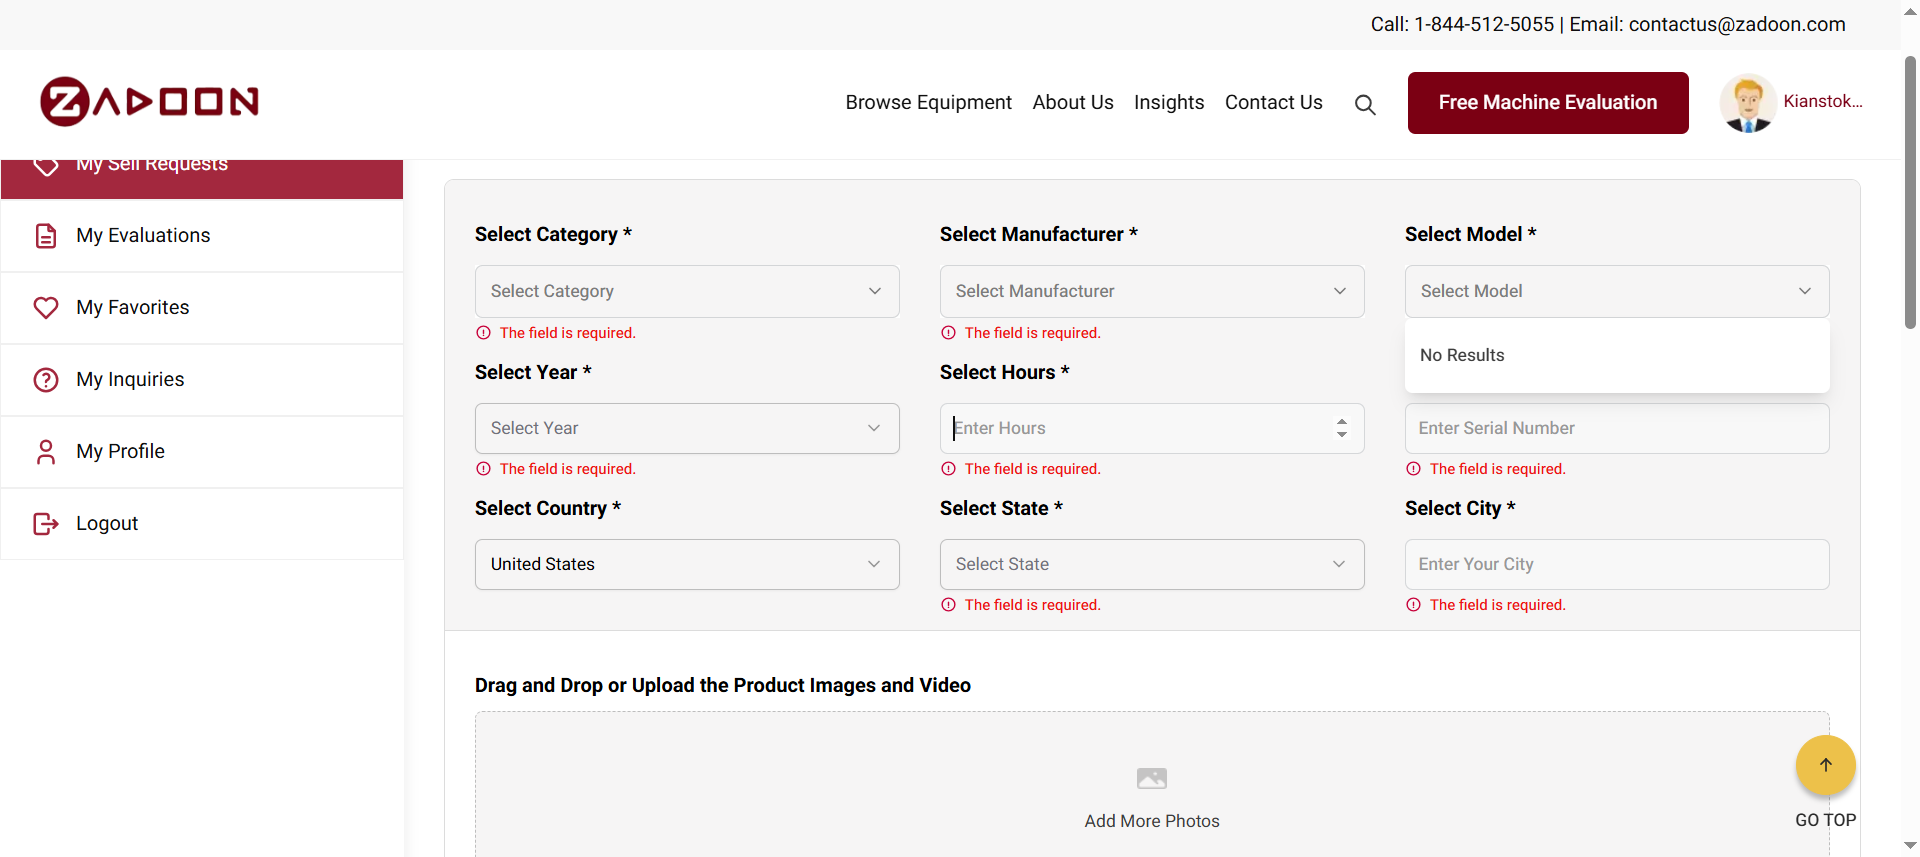 Call: 1-844-512-5055 | Email: contactus@zadoon.com
ZADOON
Browse Equipment About Us Insights Contact Us Free Machine Evaluation Kianstok...
My Sell Requests
My Evaluations
My Favorites
My Inquiries
My Profile
Logout
Select Category * Select Manufacturer * Select Model *
Select Category Select Manufacturer Select Model
The field is required. The field is required.
No Results
Select Year * Select Hours *
Select Year Enter Hours Enter Serial Number
The field is required. The field is required. The field is required.
Select Country * Select State * Select City *
United States Select State Enter Your City
The field is required. The field is required.
Drag and Drop or Upload the Product Images and Video
Add More Photos
GO TOP